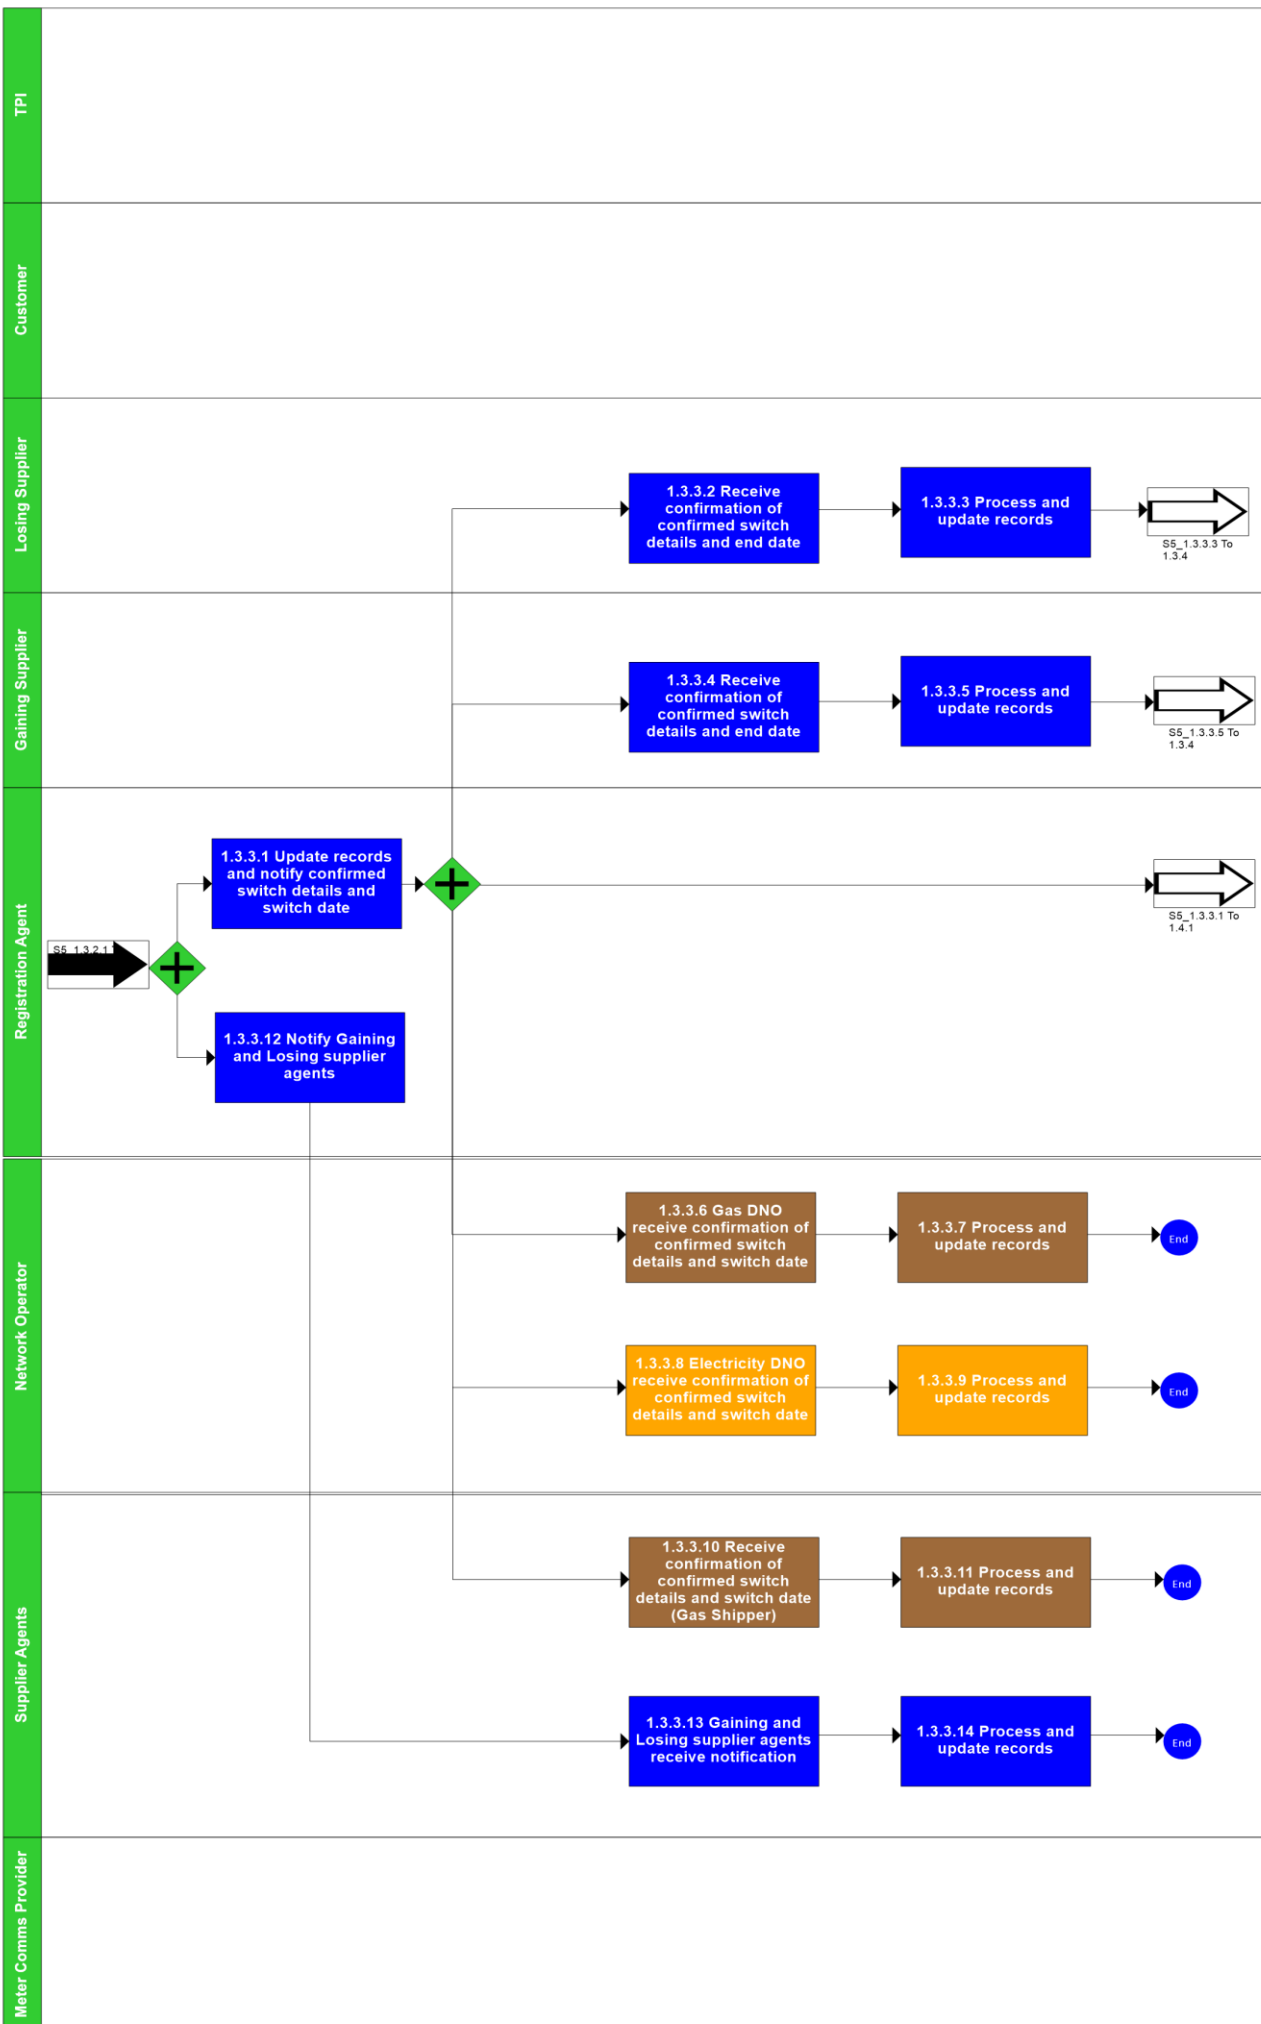 TPI
Customer
Losing Supplier
1.3.3.2 Receive
confirmation of
confirmed switch
details and end date
1.3.3.3 Process and
update records
S5_1.3.3.3 To
1.3.4
Gaining Supplier
1.3.3.4 Receive
confirmation of
confirmed switch
details and end date
1.3.3.5 Process and
update records
S5_1.3.3.5 To
1.3.4
Registration Agent
S5_1.3.2.1
1.3.3.1 Update records
and notify confirmed
switch details and
switch date
S5_1.3.3.1 To
1.4.1
1.3.3.12 Notify Gaining
and Losing supplier
agents
Network Operator
1.3.3.6 Gas DNO
receive confirmation of
confirmed switch
details and switch date
1.3.3.7 Process and
update records
End
1.3.3.8 Electricity DNO
receive confirmation of
confirmed switch
details and switch date
1.3.3.9 Process and
update records
End
Supplier Agents
1.3.3.10 Receive
confirmation of
confirmed switch
details and switch date
(Gas Shipper)
1.3.3.11 Process and
update records
End
1.3.3.13 Gaining and
Losing supplier agents
receive notification
1.3.3.14 Process and
update records
End
Meter Comms Provider